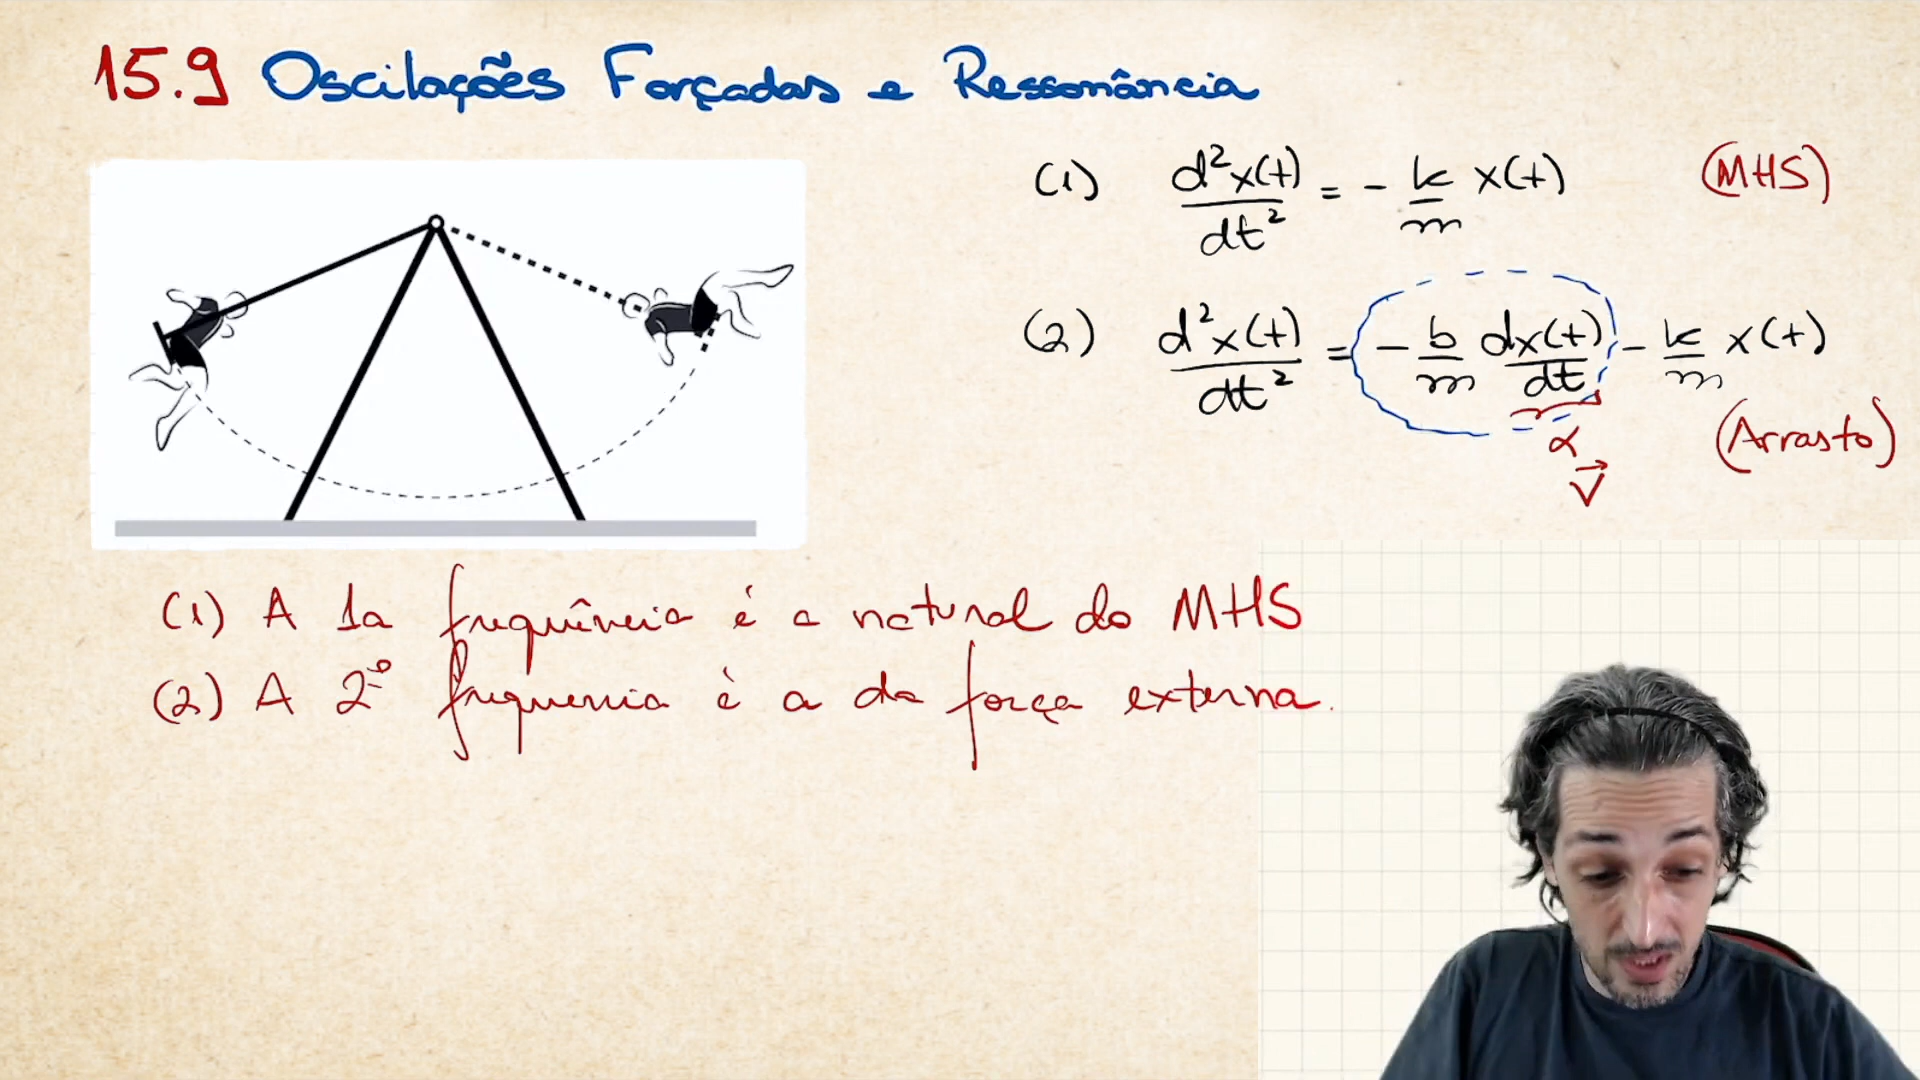 15.9 Oscilações Forçadas e Ressonância
(1) d²x(t)/dt² = - k/m x(t) (MHS)
(2) d²x(t)/dt² = - b/m dx(t)/dt - k/m x(t)
α
v⃗
(Arrasto)
(1) A 1a frequência é a natural do MHS
(2) A 2ª frequencia é a da força externa.